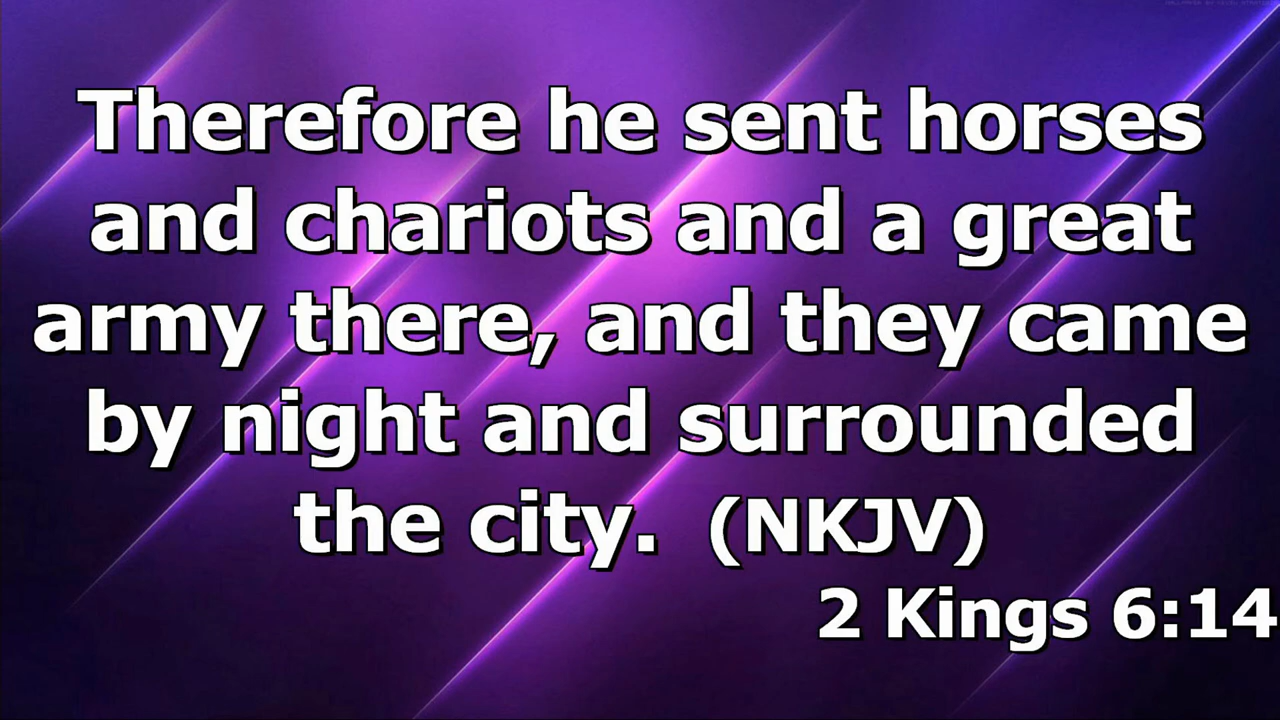 Therefore he sent horses
and chariots and a great
army there, and they came
by night and surrounded
the city.  (NKJV)
2 Kings 6:14